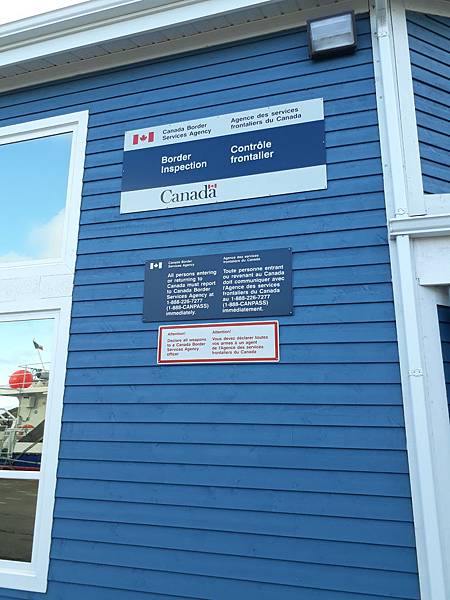 Canada Border
Services Agency
Agence des services
frontaliers du Canada
Border
Inspection
Contrôle
frontalier
Canada
Canada Border
Services Agency
Agence des services
frontaliers du Canada
All persons entering
or returning to
Canada must report
to Canada Border
Services Agency at
1-888-226-7277
(1-888-CANPASS)
immediately.
Toute personne entrant
ou revenant au Canada
doit communiquer avec
l'Agence des services
frontaliers du Canada
au 1-888-226-7277
(1-888-CANPASS)
immédiatement.
Attention!
Declare all weapons
to a Canada Border
Services Agency
officer
Attention!
Vous devez déclarer toutes
vos armes à un agent
de l'Agence des services
frontaliers du Canada